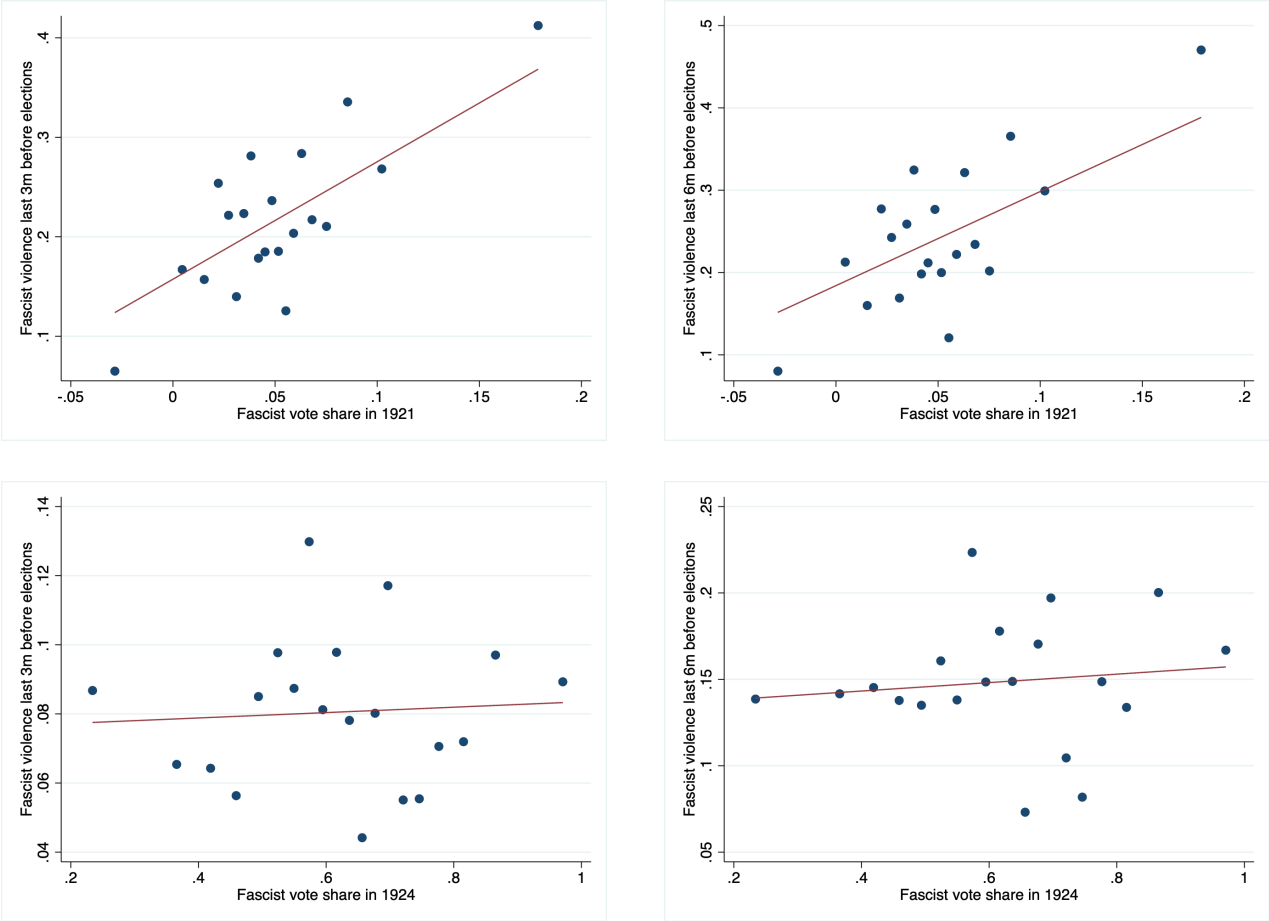 Fascist violence last 3m before elections
.4
.3
.2
.1
-.05 0 .05 .1 .15 .2
Fascist vote share in 1921
Fascist violence last 6m before elecitons
.5
.4
.3
.2
.1
-.05 0 .05 .1 .15 .2
Fascist vote share in 1921
Fascist violence last 3m before elecitons
.14
.12
.1
.08
.06
.04
.2 .4 .6 .8 1
Fascist vote share in 1924
Fascist violence last 6m before elecitons
.25
.2
.15
.1
.05
.2 .4 .6 .8 1
Fascist vote share in 1924